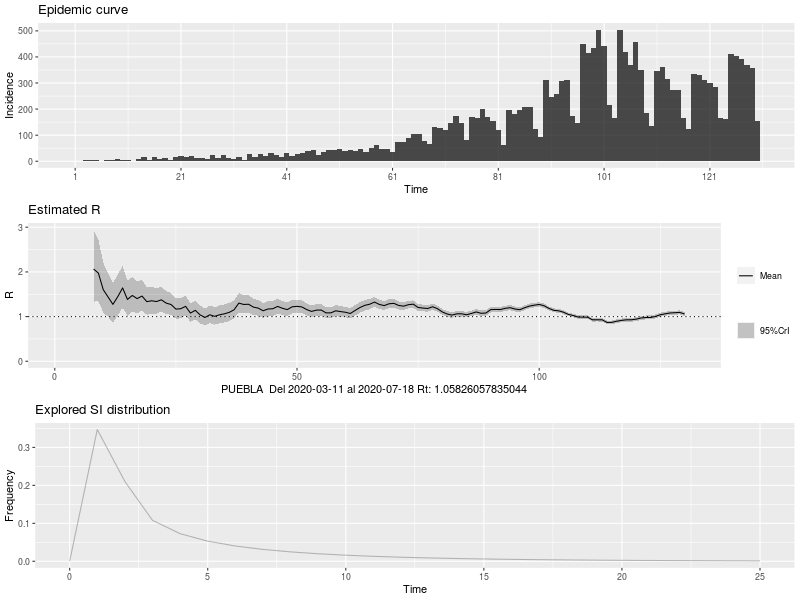 Epidemic curve
500
400
300
200
100
0
Incidence
1 21 41 61 81 101 121
Time
Estimated R
3
2
1
0
R
Mean
95%CrI
0 50 100
PUEBLA Del 2020-03-11 al 2020-07-18 Rt: 1.05826057835044
Explored SI distribution
0.3
0.2
0.1
0.0
Frequency
0 5 10 15 20 25
Time